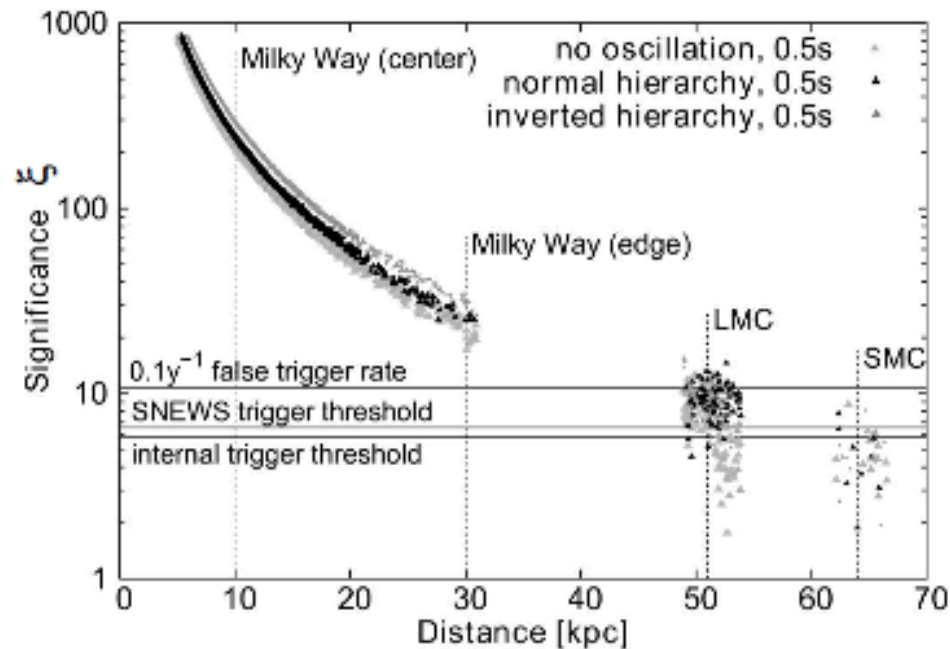 1000
100
10
1
Significance ξ
Milky Way (center)
no oscillation, 0.5s
normal hierarchy, 0.5s
inverted hierarchy, 0.5s
Milky Way (edge)
LMC
SMC
0.1y⁻¹ false trigger rate
SNEWS trigger threshold
internal trigger threshold
0 10 20 30 40 50 60 70
Distance [kpc]